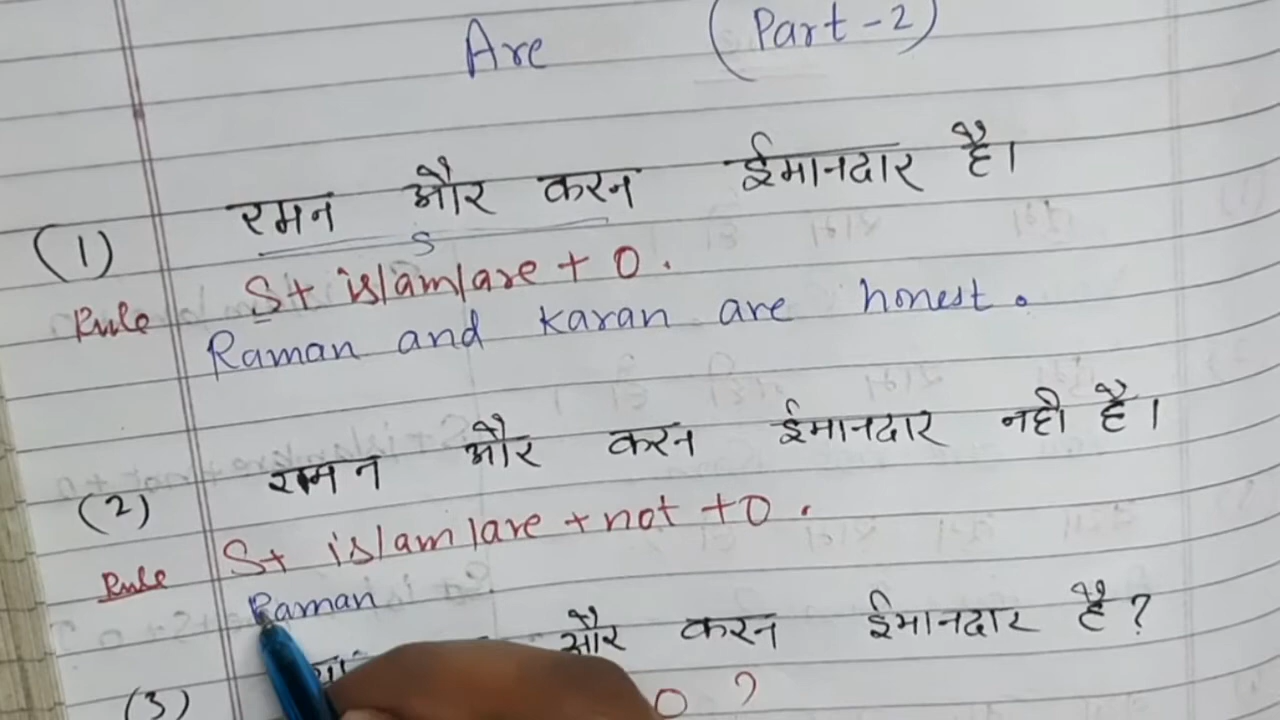 Are (Part-2)
(1) रमन और करन ईमानदार है।
S
Rule S+ is/am/are + O.
Raman and karan are honest.
(2) रमन और करन ईमानदार नही है।
Rule S+ is/am/are + not + O.
Raman
(3) और करन ईमानदार है?
O ?